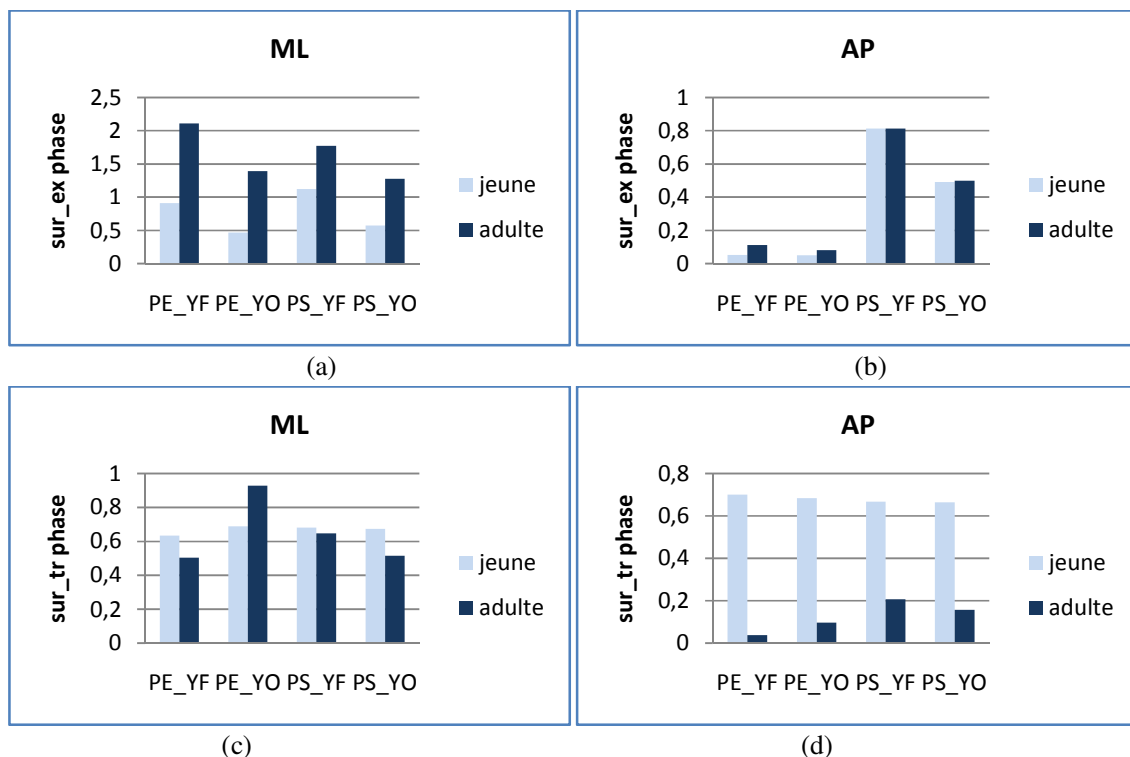 ML
sur_ex phase
2,5
2
1,5
1
0,5
0
PE_YF PE_YO PS_YF PS_YO
jeune
adulte
(a)
AP
sur_ex phase
1
0,8
0,6
0,4
0,2
0
PE_YF PE_YO PS_YF PS_YO
jeune
adulte
(b)
ML
sur_tr phase
1
0,8
0,6
0,4
0,2
0
PE_YF PE_YO PS_YF PS_YO
jeune
adulte
(c)
AP
sur_tr phase
0,8
0,6
0,4
0,2
0
PE_YF PE_YO PS_YF PS_YO
jeune
adulte
(d)